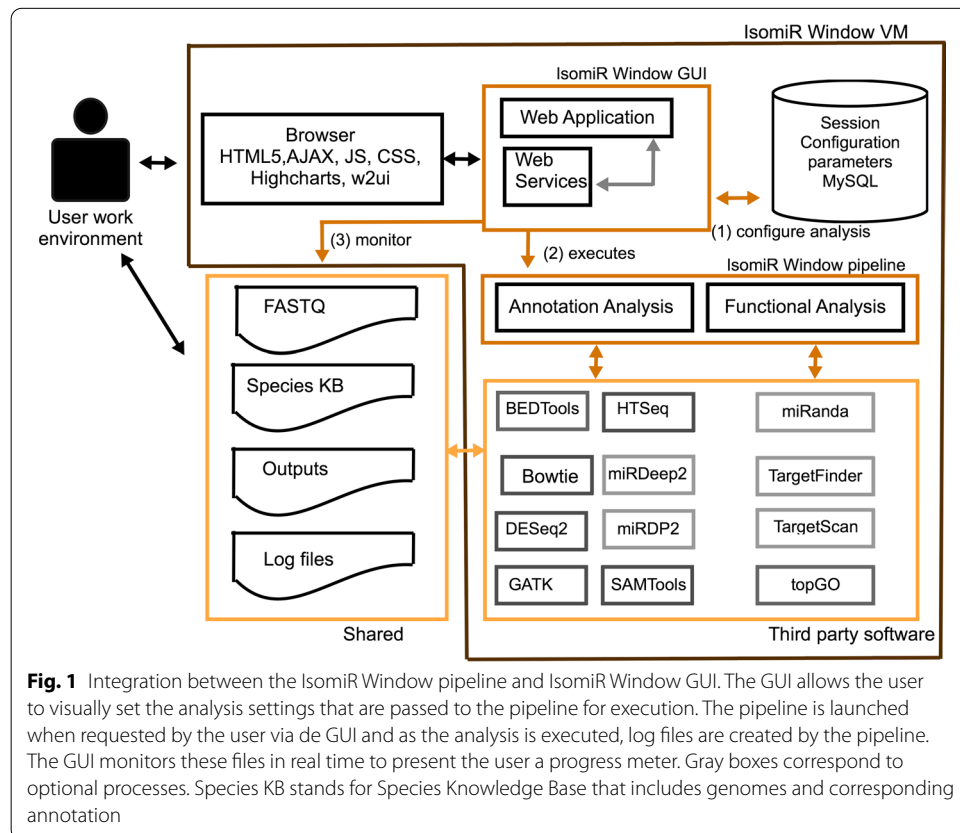 IsomiR Window VM
IsomiR Window GUI
Browser
HTML5,AJAX, JS, CSS,
Highcharts, w2ui
Web Application
Web
Services
Session
Configuration
parameters
MySQL
User work
environment
(3) monitor
(2) executes
(1) configure analysis
IsomiR Window pipeline
Annotation Analysis
Functional Analysis
FASTQ
Species KB
Outputs
Log files
Shared
BEDTools
HTSeq
miRanda
Bowtie
miRDeep2
TargetFinder
DESeq2
miRDP2
TargetScan
GATK
SAMTools
topGO
Third party software
Fig. 1 Integration between the IsomiR Window pipeline and IsomiR Window GUI. The GUI allows the user
to visually set the analysis settings that are passed to the pipeline for execution. The pipeline is launched
when requested by the user via de GUI and as the analysis is executed, log files are created by the pipeline.
The GUI monitors these files in real time to present the user a progress meter. Gray boxes correspond to
optional processes. Species KB stands for Species Knowledge Base that includes genomes and corresponding
annotation